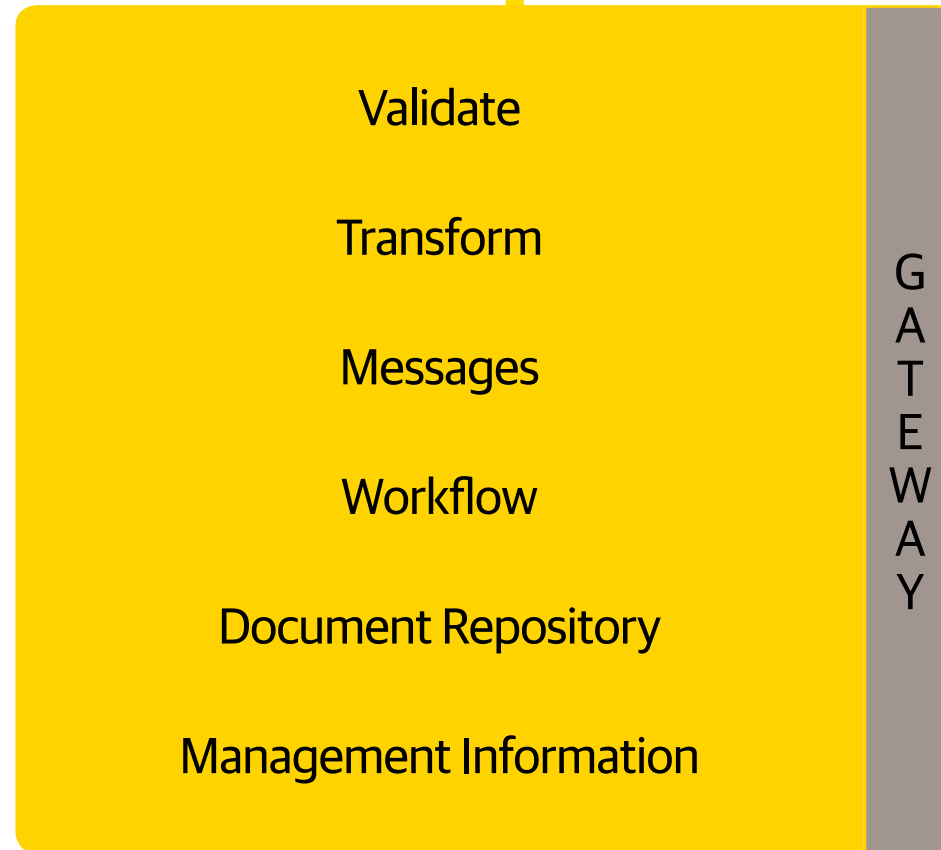 Validate
Transform
Messages
Workflow
Document Repository
Management Information
G
A
T
E
W
A
Y